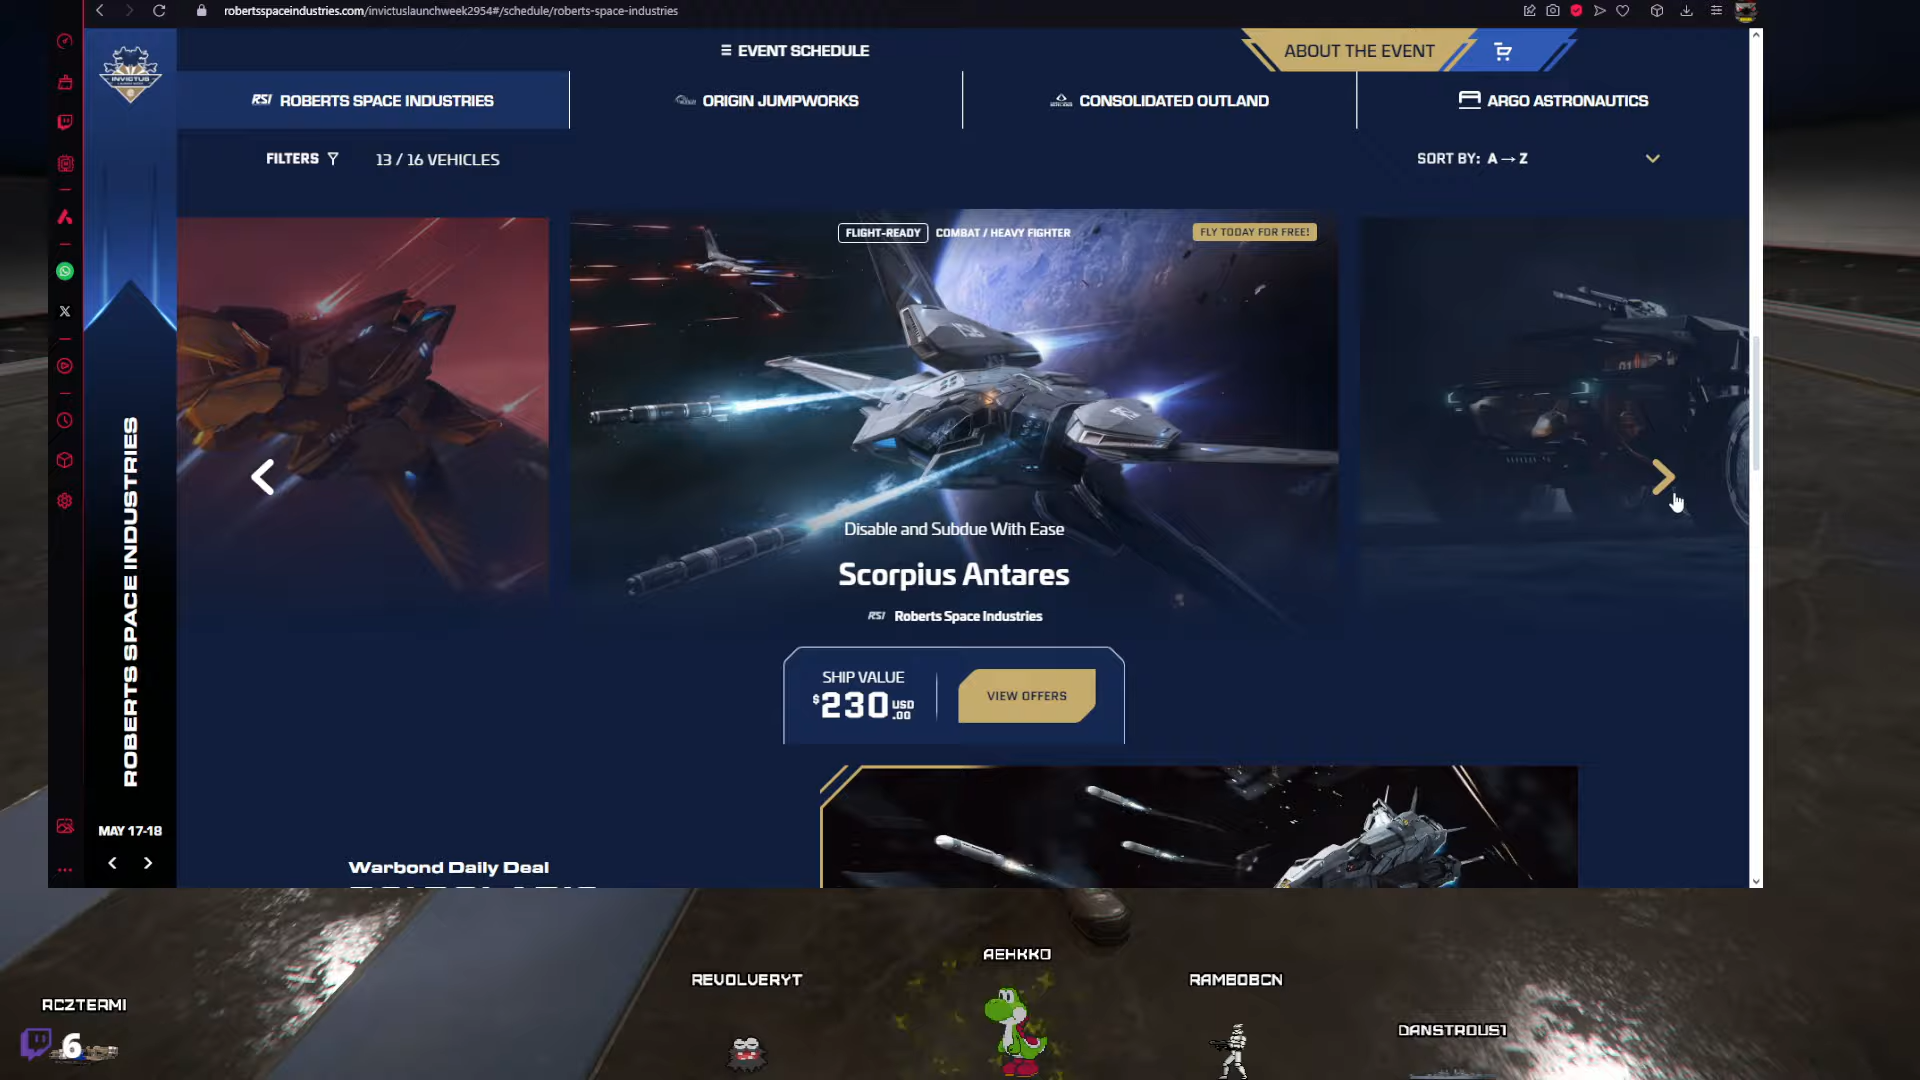 robertsspaceindustries.com/invictuslaunchweek2954#/schedule/roberts-space-industries
INVICTUS
EVENT SCHEDULE
ABOUT THE EVENT
RSI ROBERTS SPACE INDUSTRIES
ORIGIN JUMPWORKS
CONSOLIDATED OUTLAND
ARGO ASTRONAUTICS
FILTERS
13 / 16 VEHICLES
SORT BY: A→Z
FLIGHT-READY
COMBAT / HEAVY FIGHTER
FLY TODAY FOR FREE!
Disable and Subdue With Ease
Scorpius Antares
RSI Roberts Space Industries
SHIP VALUE
$230 USD .00
VIEW OFFERS
ROBERTS SPACE INDUSTRIES
MAY 17-18
Warbond Daily Deal
AEHKKO
REVOLVERYT
RAMBOBCN
ACZTERMI
DANSTROUS1
6